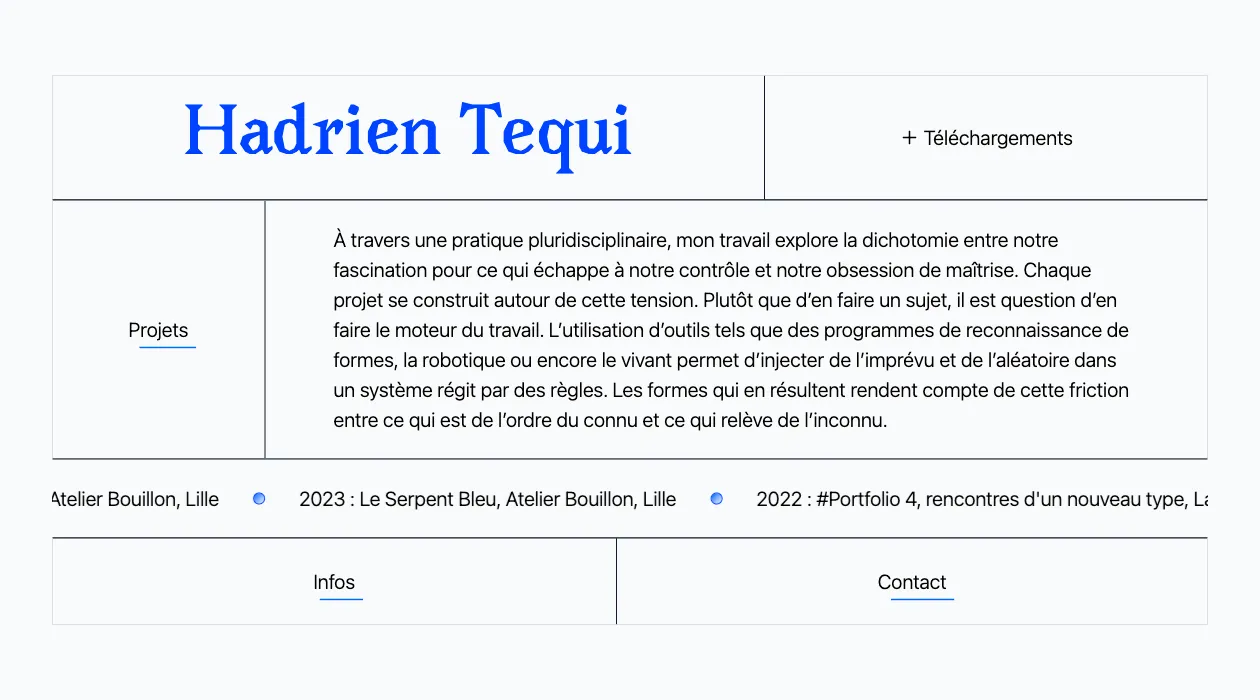 Hadrien Tequi
+ Téléchargements
Projets
À travers une pratique pluridisciplinaire, mon travail explore la dichotomie entre notre
fascination pour ce qui échappe à notre contrôle et notre obsession de maîtrise. Chaque
projet se construit autour de cette tension. Plutôt que d’en faire un sujet, il est question d’en
faire le moteur du travail. L’utilisation d’outils tels que des programmes de reconnaissance de
formes, la robotique ou encore le vivant permet d’injecter de l’imprévu et de l’aléatoire dans
un système régit par des règles. Les formes qui en résultent rendent compte de cette friction
entre ce qui est de l’ordre du connu et ce qui relève de l’inconnu.
Atelier Bouillon, Lille 2023 : Le Serpent Bleu, Atelier Bouillon, Lille 2022 : #Portfolio 4, rencontres d'un nouveau type,
Infos
Contact